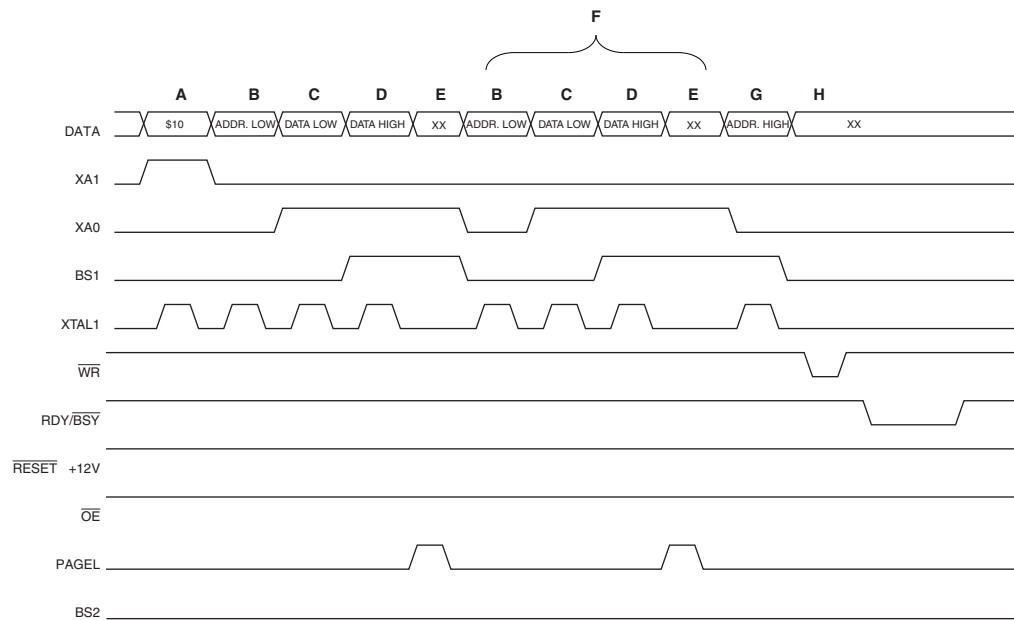 F
A B C D E B C D E G H
DATA $10 ADDR. LOW DATA LOW DATA HIGH XX ADDR. LOW DATA LOW DATA HIGH XX ADDR. HIGH XX
XA1
XA0
BS1
XTAL1
WR
RDY/BSY
RESET +12V
OE
PAGEL
BS2